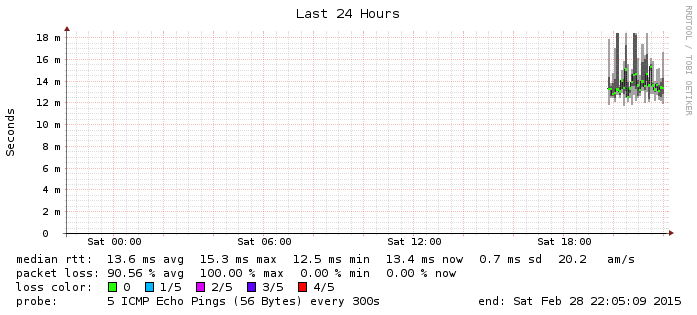 Last 24 Hours
RRDTOOL / TOBI OETIKER
Seconds
18 m
16 m
14 m
12 m
10 m
8 m
6 m
4 m
2 m
0
Sat 00:00 Sat 06:00 Sat 12:00 Sat 18:00
median rtt: 13.6 ms avg 15.3 ms max 12.5 ms min 13.4 ms now 0.7 ms sd 20.2 am/s
packet loss: 90.56 % avg 100.00 % max 0.00 % min 0.00 % now
loss color: 0 1/5 2/5 3/5 4/5
probe: 5 ICMP Echo Pings (56 Bytes) every 300s end: Sat Feb 28 22:05:09 2015